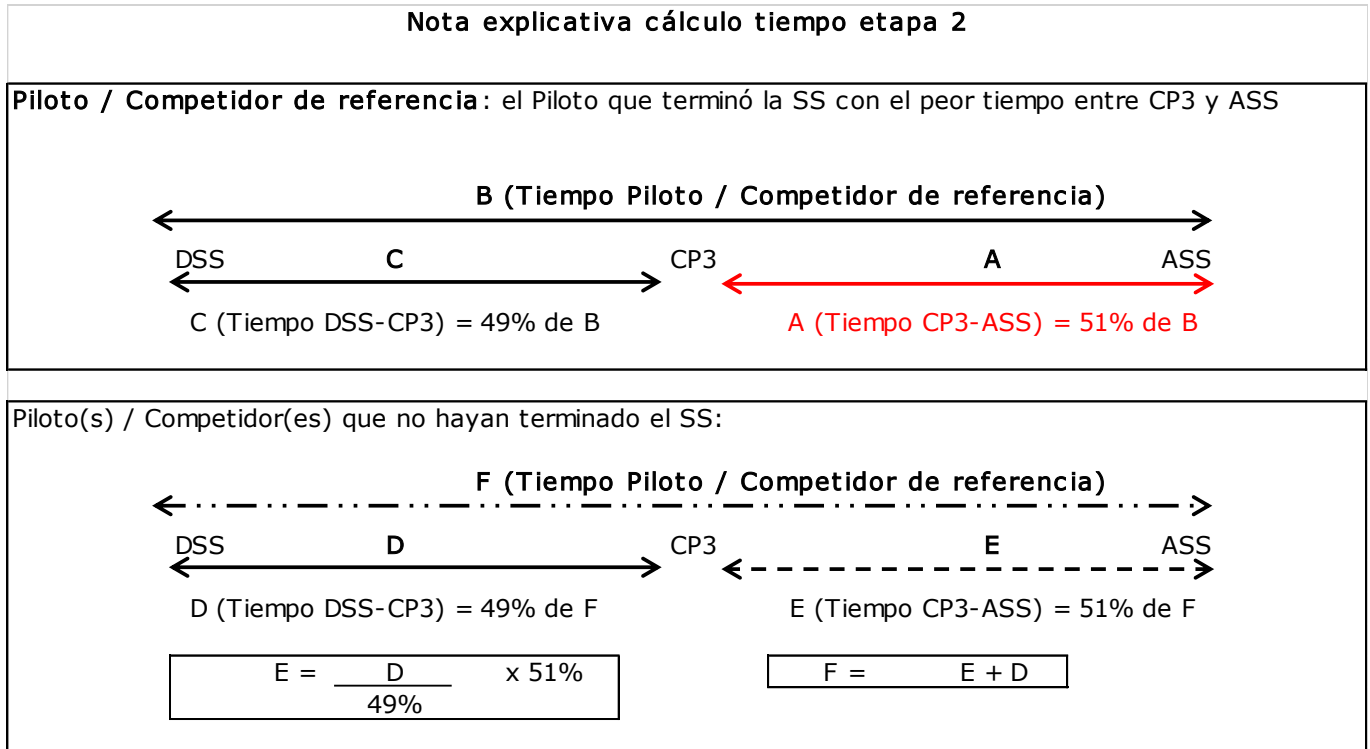 Nota explicativa cálculo tiempo etapa 2
Piloto / Competidor de referencia: el Piloto que terminó la SS con el peor tiempo entre CP3 y ASS
B (Tiempo Piloto / Competidor de referencia)
DSS C CP3 A ASS
C (Tiempo DSS-CP3) = 49% de B A (Tiempo CP3-ASS) = 51% de B
Piloto(s) / Competidor(es) que no hayan terminado el SS:
F (Tiempo Piloto / Competidor de referencia)
DSS D CP3 E ASS
D (Tiempo DSS-CP3) = 49% de F E (Tiempo CP3-ASS) = 51% de F
E = D x 51% F = E + D
49%